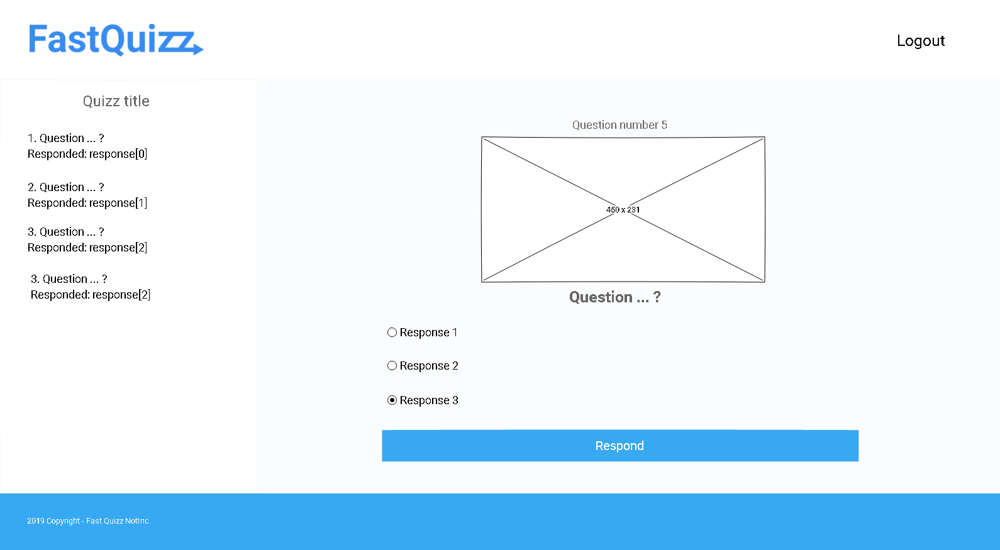 FastQuizz
Logout
Quizz title
1. Question ... ?
Responded: response[0]
2. Question ... ?
Responded: response[1]
3. Question ... ?
Responded: response[2]
3. Question ... ?
Responded: response[2]
Question number 5
450 x 231
Question ... ?
Response 1
Response 2
Response 3
Respond
2019 Copyright - Fast Quizz NotInc.